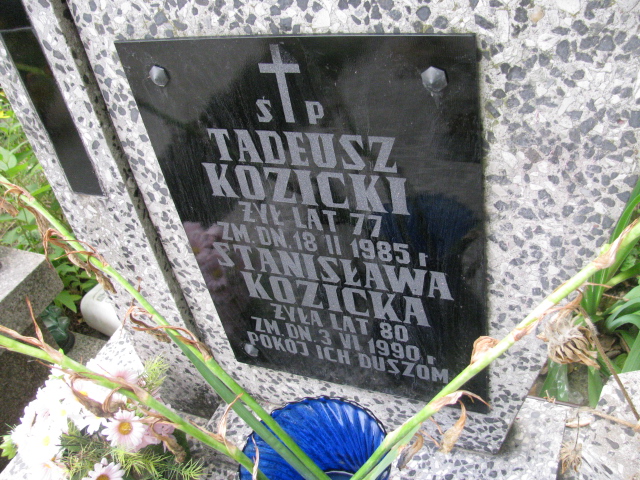 Ś P
TADEUSZ
KOZICKI
ŻYŁ LAT 77
ZM. DN. 18 II 1985 r
STANISŁAWA
KOZICKA
ŻYŁA LAT 80
ZM. DN. 3 VI 1990. r
POKÓJ ICH DUSZOM